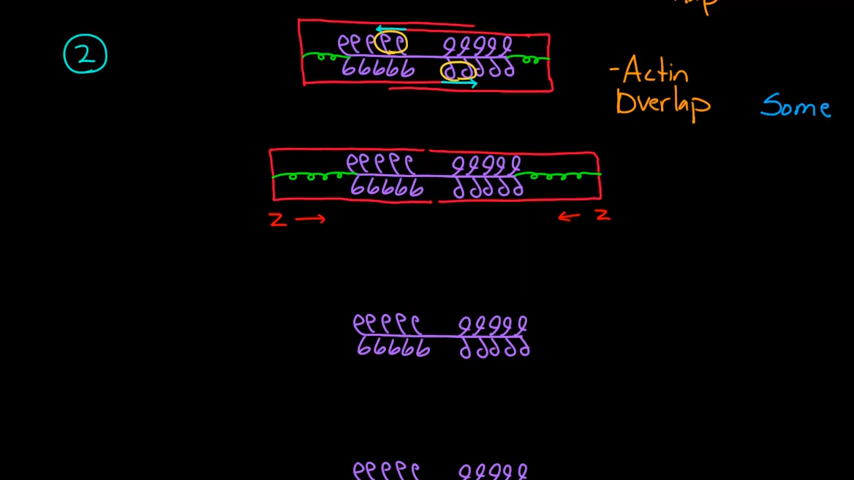 2
-Actin
Overlap
Some
Z → ← Z